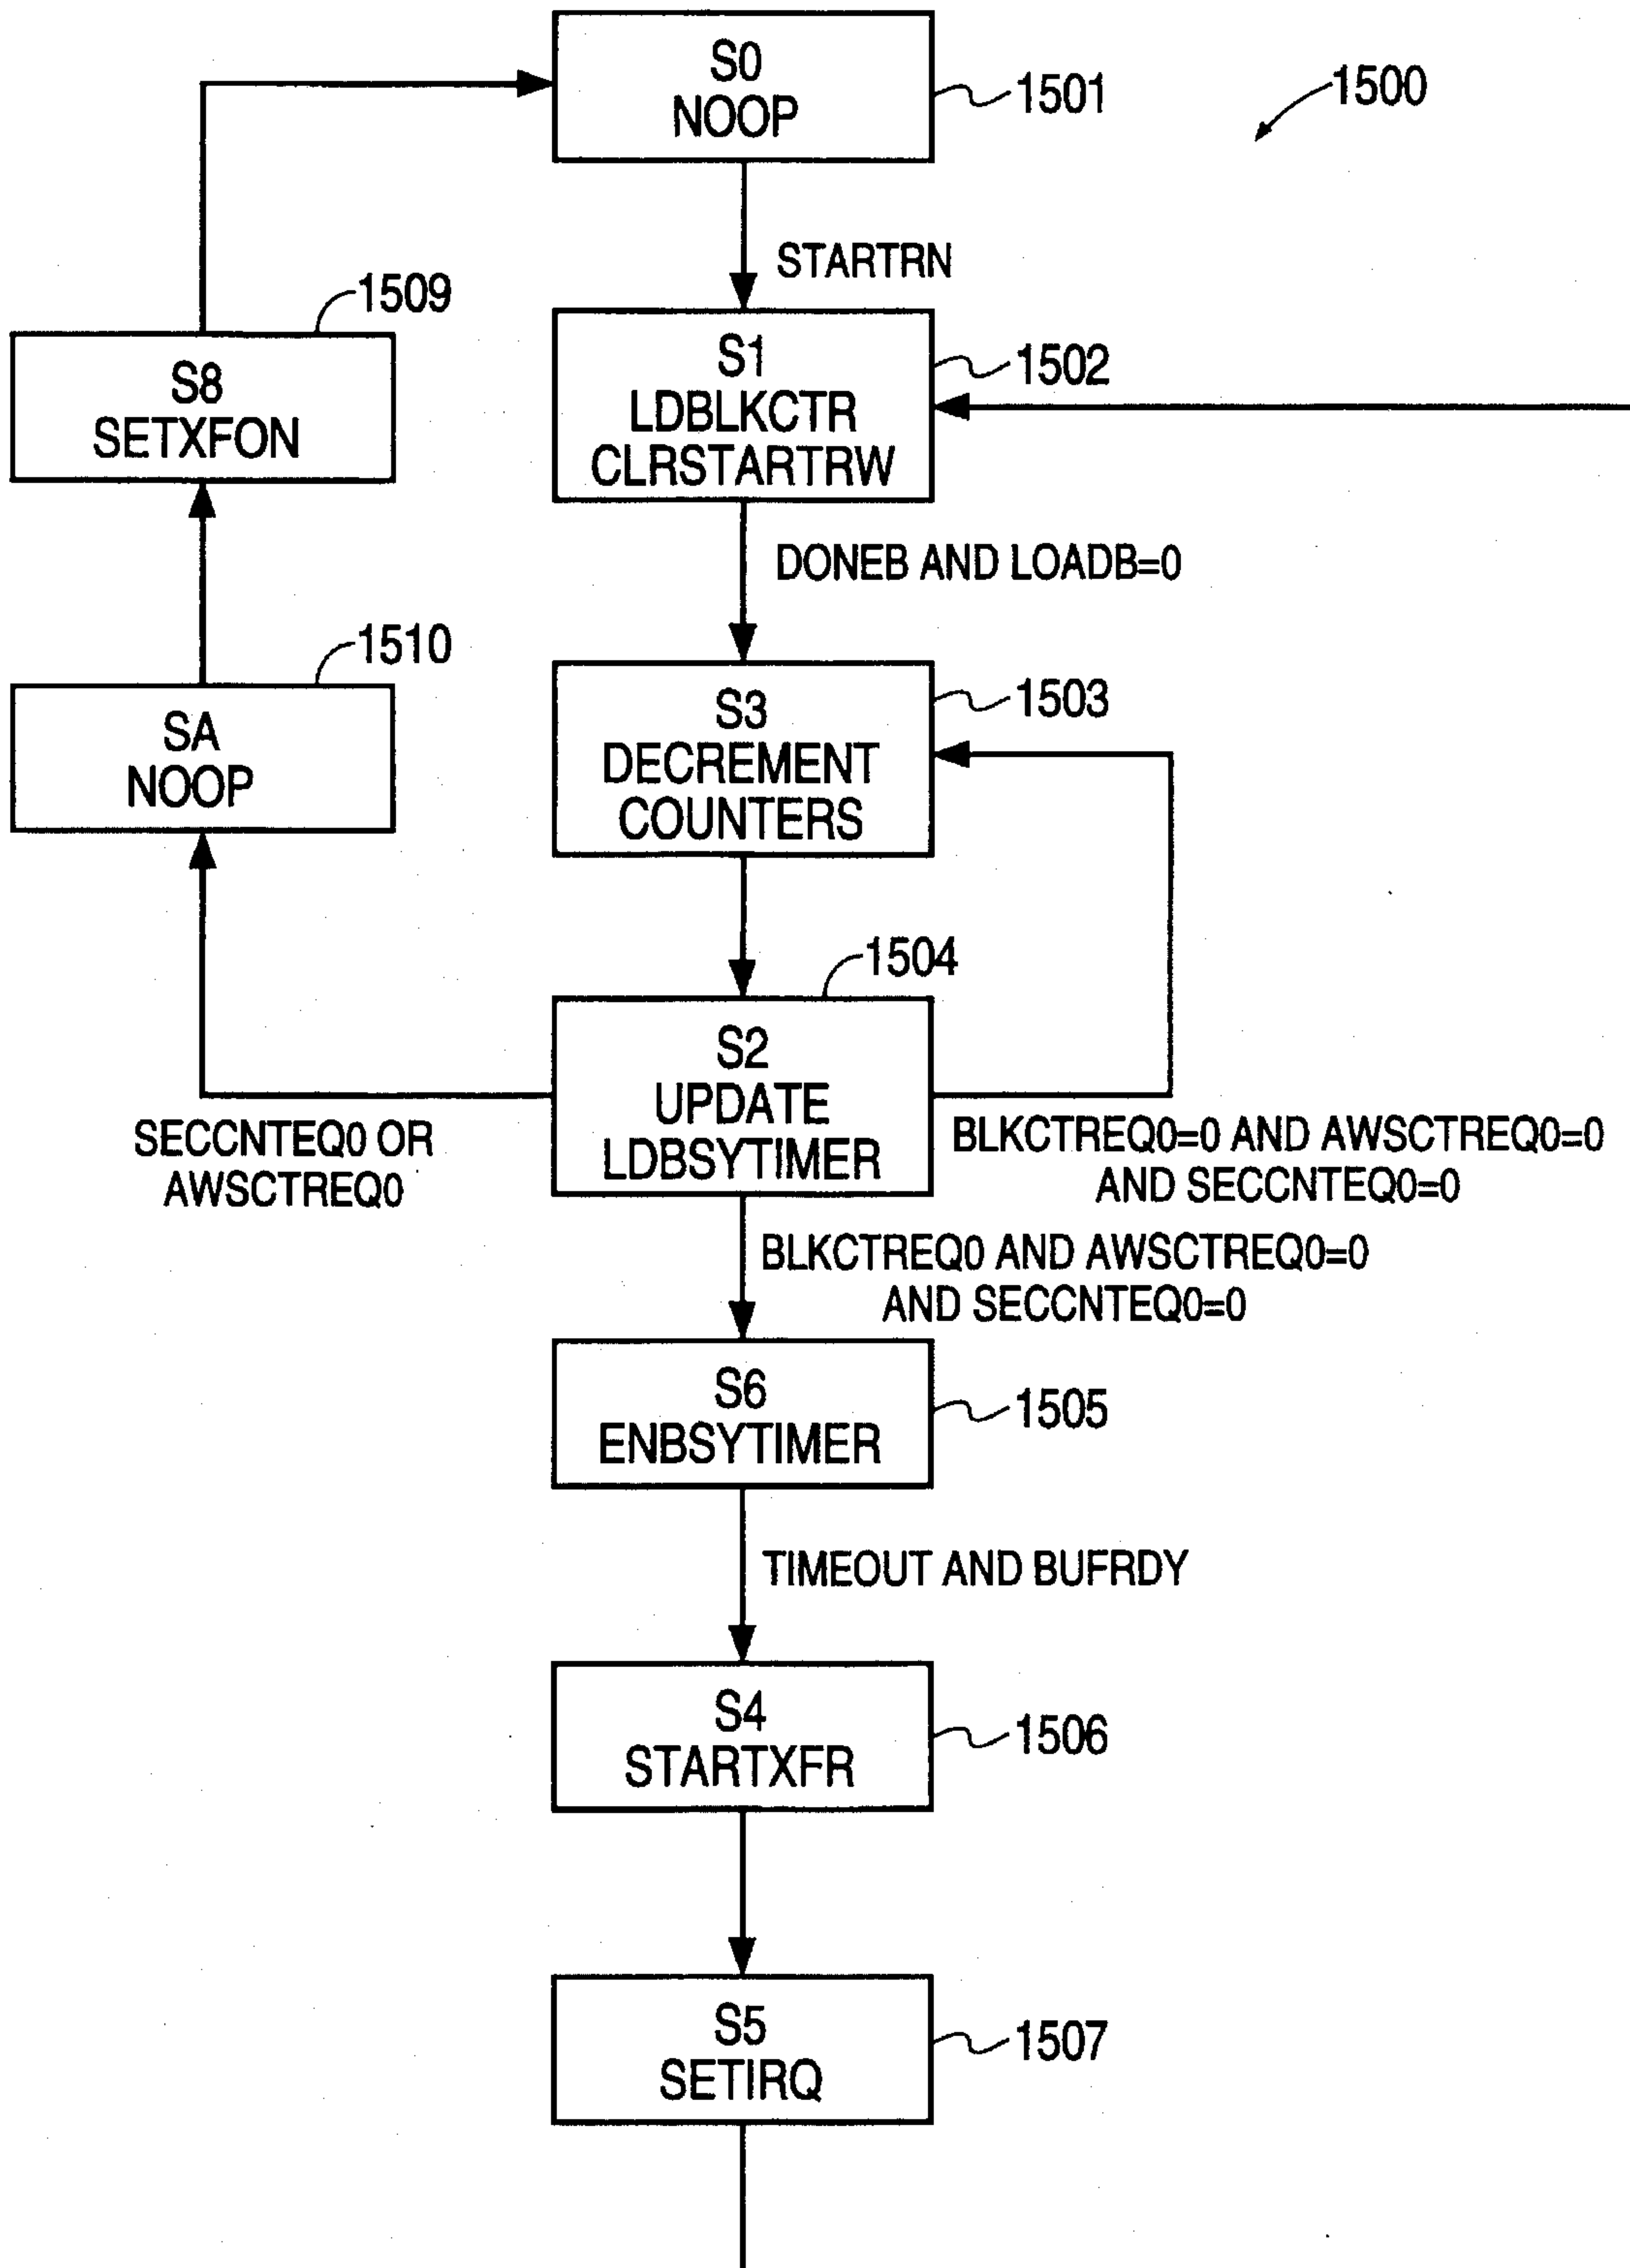 S0
NOOP
1501
1500
STARTRN
1509
S8
SETXFON
S1
LDBLKCTR
CLRSTARTRW
1502
DONEB AND LOADB=0
1510
SA
NOOP
S3
DECREMENT
COUNTERS
1503
1504
S2
UPDATE
LDBSYTIMER
SECCNTEQ0 OR
AWSCTREQ0
BLKCTREQ0=0 AND AWSCTREQ0=0
AND SECCNTEQ0=0
BLKCTREQ0 AND AWSCTREQ0=0
AND SECCNTEQ0=0
S6
ENBSYTIMER
1505
TIMEOUT AND BUFRDY
S4
STARTXFR
1506
S5
SETIRQ
1507